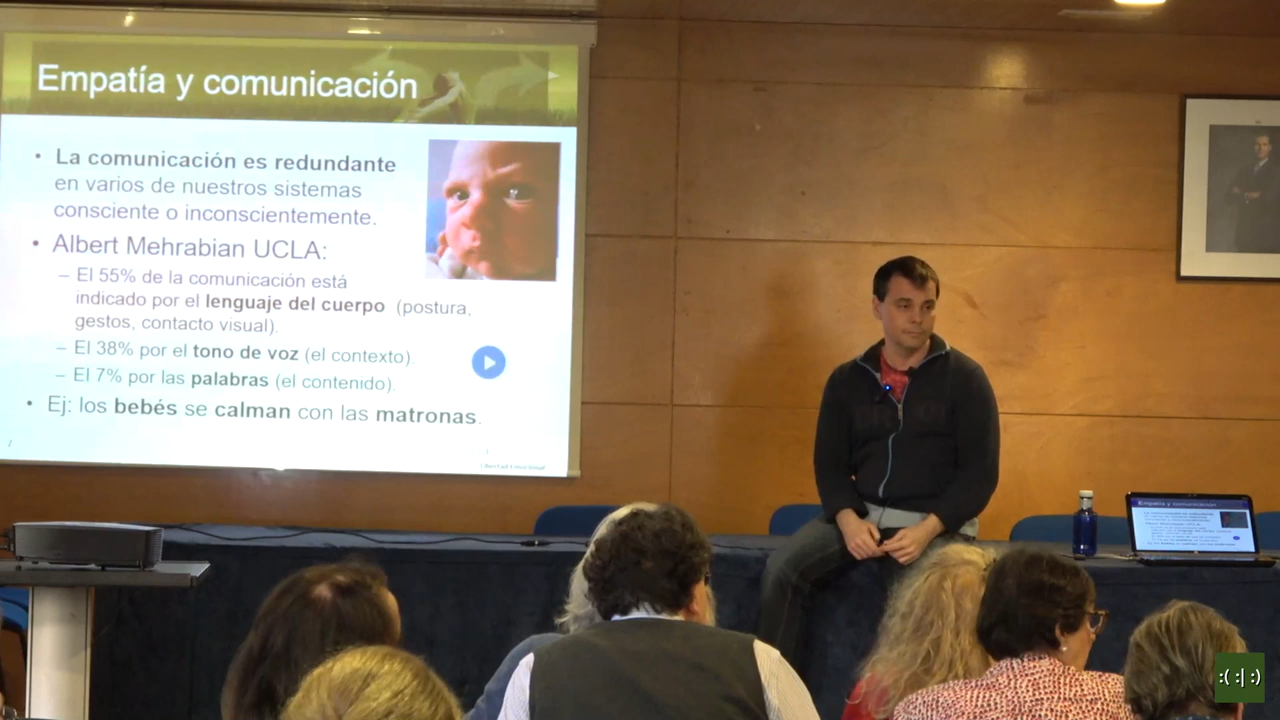 Empatía y comunicación
• La comunicación es redundante
en varios de nuestros sistemas
consciente o inconscientemente.
• Albert Mehrabian UCLA:
– El 55% de la comunicación está
indicado por el lenguaje del cuerpo (postura,
gestos, contacto visual).
– El 38% por el tono de voz (el contexto).
– El 7% por las palabras (el contenido).
• Ej: los bebés se calman con las matronas.
Empatía y comunicación
:( :| :)